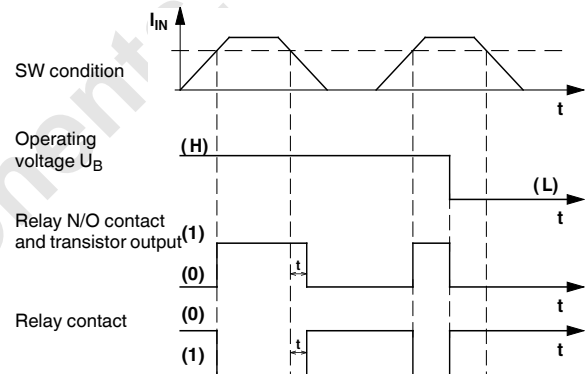 I_IN
SW condition
t
Operating
voltage U_B
(H)
(L)
t
Relay N/O contact
and transistor output
(1)
t
(0)
t
Relay contact
(0)
t
(1)
t